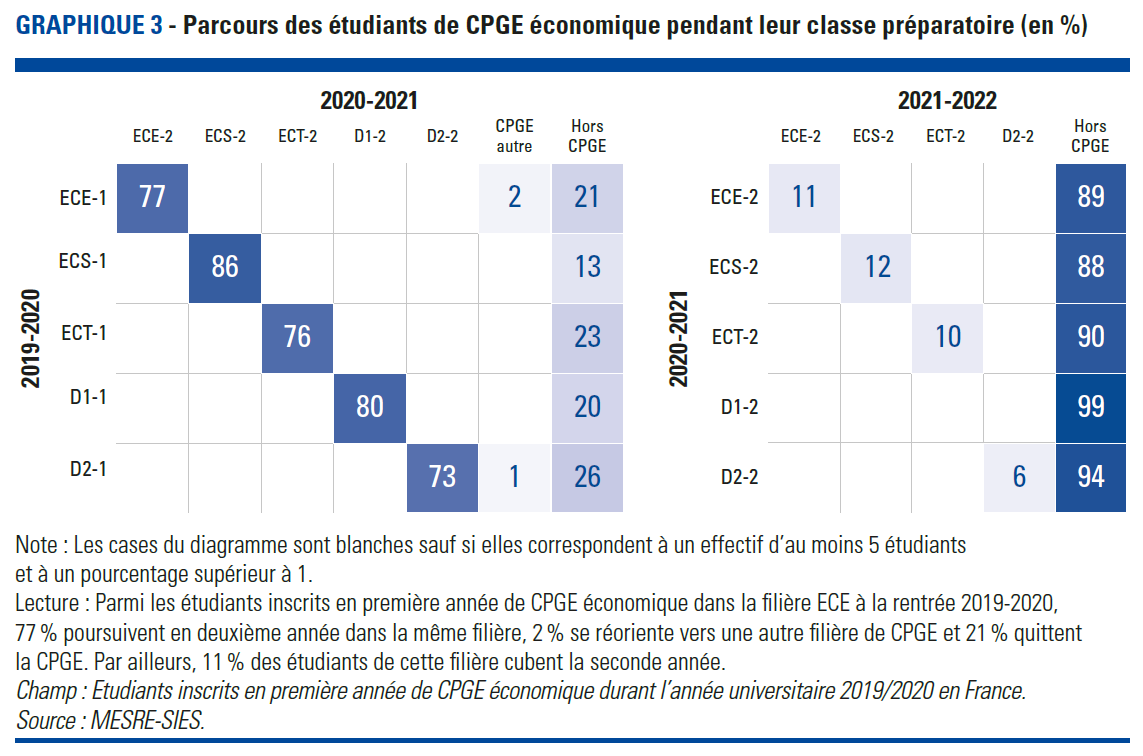 GRAPHIQUE 3 - Parcours des étudiants de CPGE économique pendant leur classe préparatoire (en %)
2020-2021
ECE-2 ECS-2 ECT-2 D1-2 D2-2 CPGE autre Hors CPGE
2019-2020
ECE-1 77 2 21
ECS-1 86 13
ECT-1 76 23
D1-1 80 20
D2-1 73 1 26
2021-2022
ECE-2 ECS-2 ECT-2 D2-2 Hors CPGE
2020-2021
ECE-2 11 89
ECS-2 12 88
ECT-2 10 90
D1-2 99
D2-2 6 94
Note : Les cases du diagramme sont blanches sauf si elles correspondent à un effectif d'au moins 5 étudiants
et à un pourcentage supérieur à 1.
Lecture : Parmi les étudiants inscrits en première année de CPGE économique dans la filière ECE à la rentrée 2019-2020,
77 % poursuivent en deuxième année dans la même filière, 2 % se réoriente vers une autre filière de CPGE et 21 % quittent
la CPGE. Par ailleurs, 11 % des étudiants de cette filière cubent la seconde année.
Champ : Etudiants inscrits en première année de CPGE économique durant l'année universitaire 2019/2020 en France.
Source : MESRE-SIES.